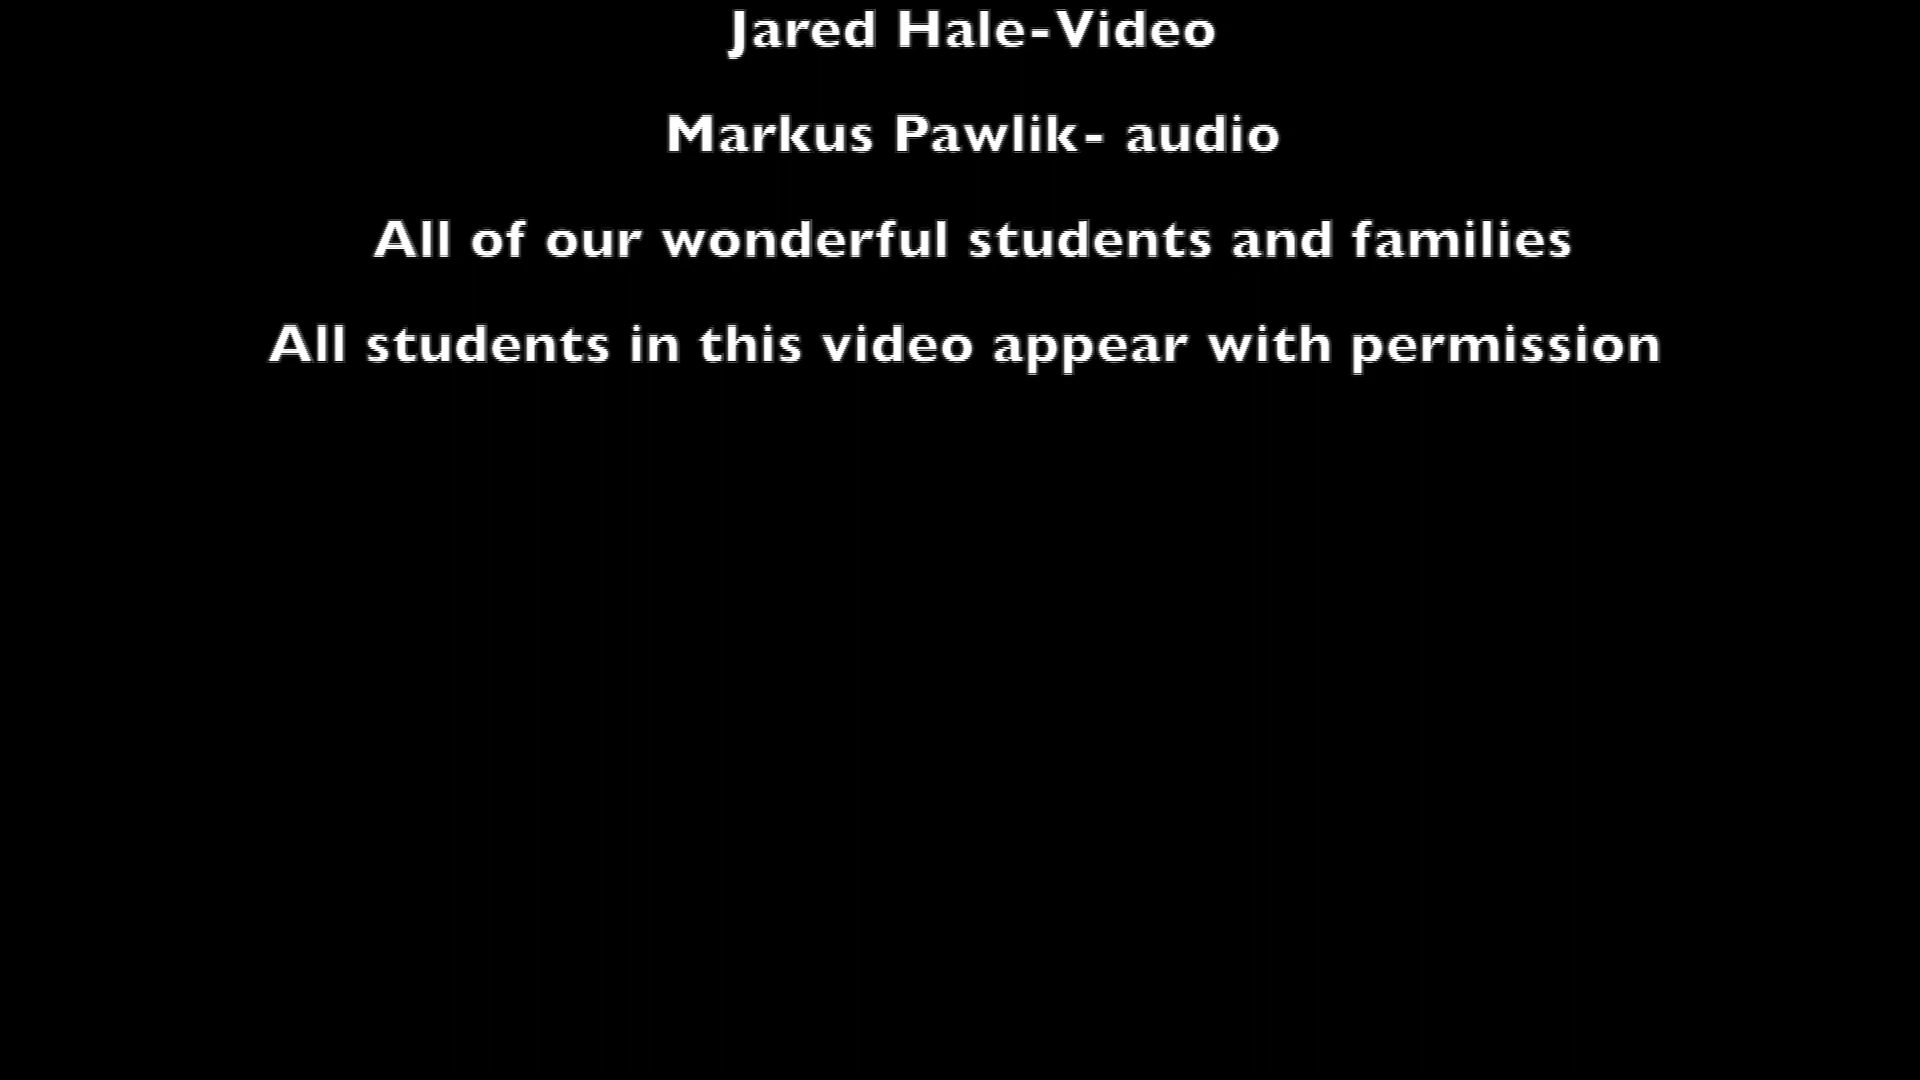 Jared Hale-Video
Markus Pawlik- audio
All of our wonderful students and families
All students in this video appear with permission